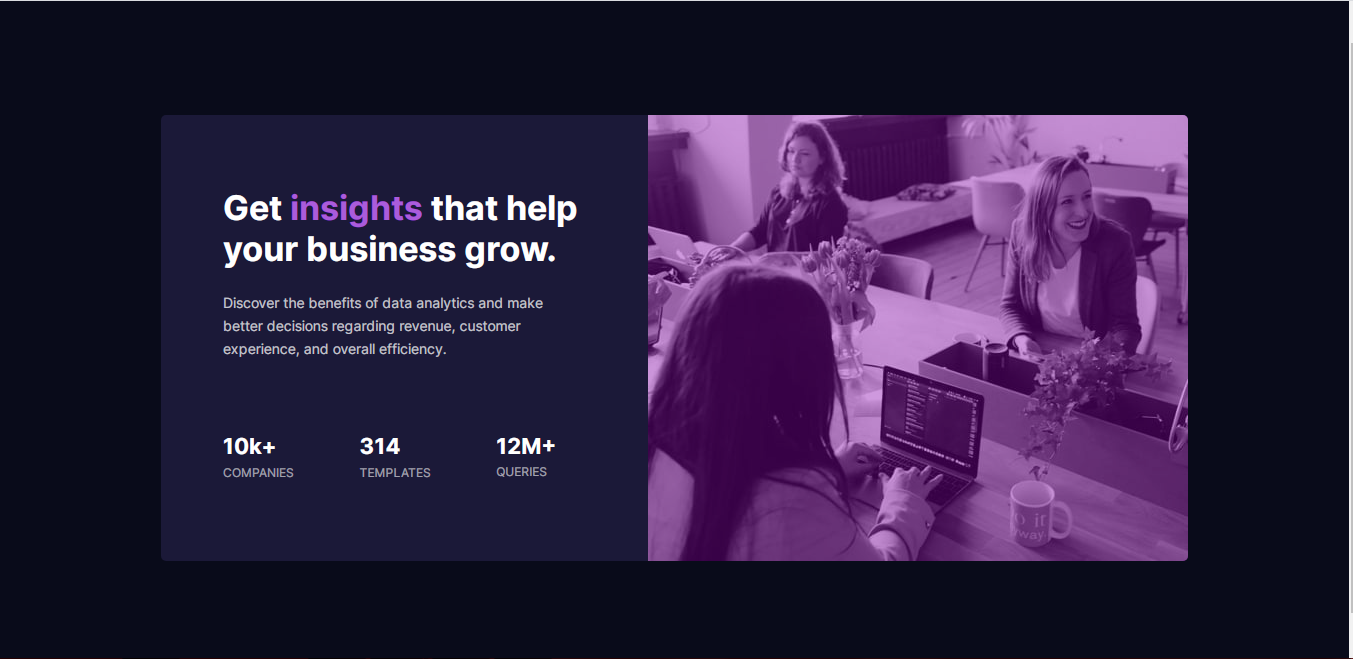 Get insights that help
your business grow.
Discover the benefits of data analytics and make
better decisions regarding revenue, customer
experience, and overall efficiency.
10k+ 314 12M+
COMPANIES TEMPLATES QUERIES